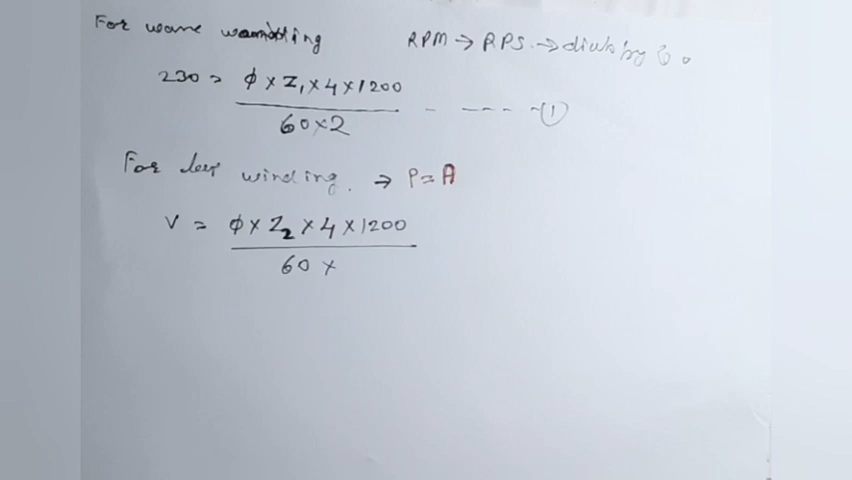 For wave winding RPM → RPS → divide by 60
230 = φ × Z₁ × 4 × 1200
60 × 2 - - - - - - ①
For lap winding. → P = A
V = φ × Z₂ × 4 × 1200
60 ×